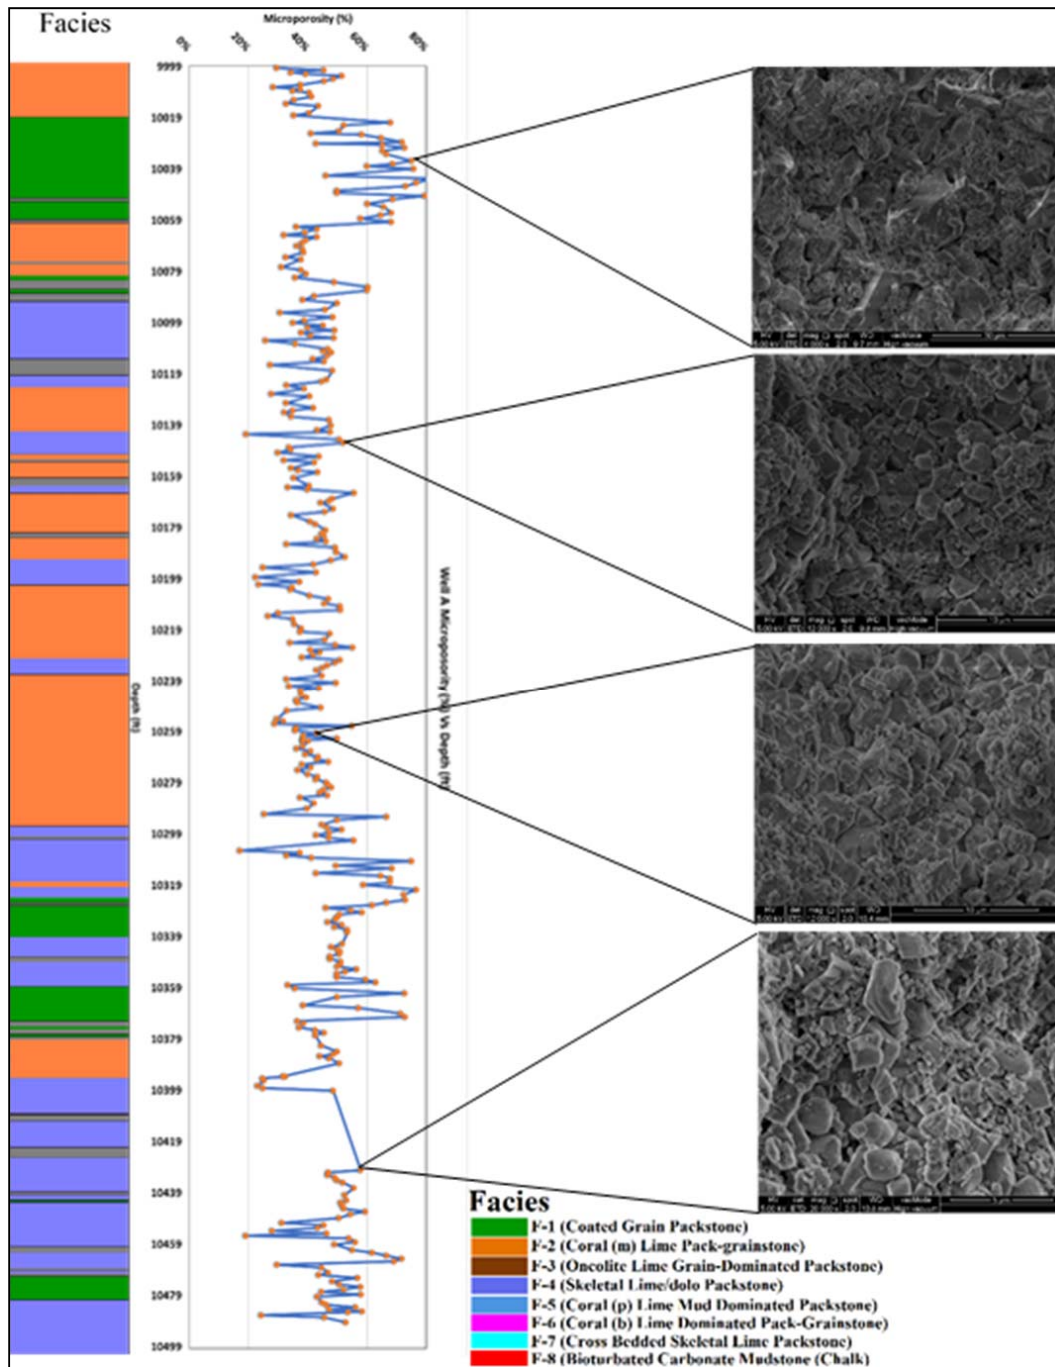 Facies
Microporosity (%)
0%
20%
40%
60%
80%
9999
10019
10039
10059
10079
10099
10119
10139
10159
10179
10199
10219
10239
10259
10279
10299
10319
10339
10359
10379
10399
10419
10439
10459
10479
10499
Depth (ft)
Well A Microposority (%) Vs Depth (ft)
Facies
F-1 (Coated Grain Packstone)
F-2 (Coral (m) Lime Pack-grainstone)
F-3 (Oncolite Lime Grain-Dominated Packstone)
F-4 (Skeletal Lime/dolo Packstone)
F-5 (Coral (p) Lime Mud Dominated Packstone)
F-6 (Coral (b) Lime Dominated Pack-Grainstone)
F-7 (Cross Bedded Skeletal Lime Packstone)
F-8 (Bioturbated Carbonate Mudstone (Chalk)